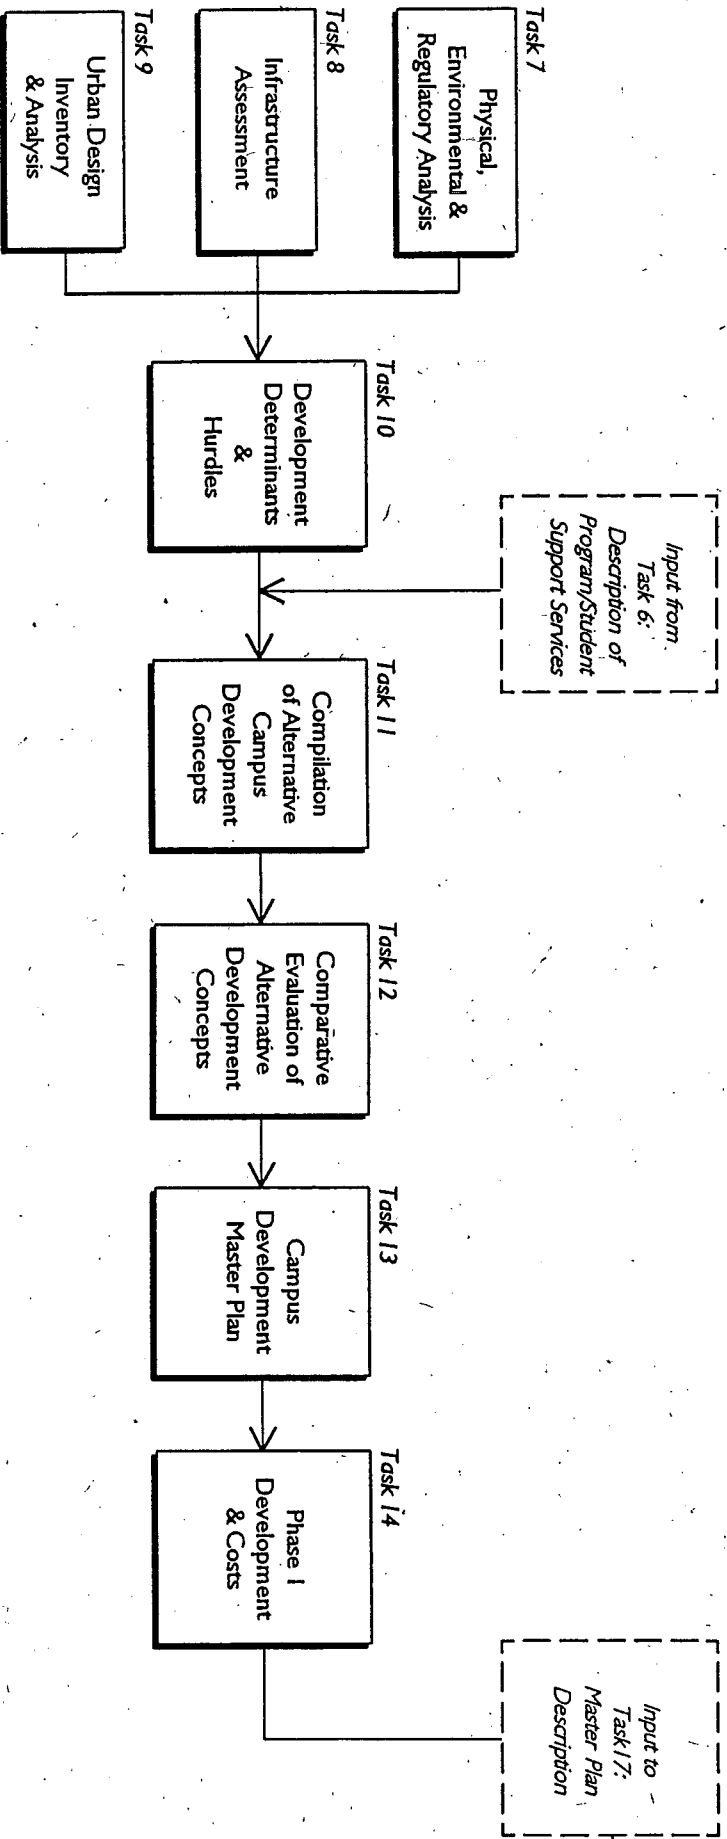 Task 7
Physical,
Environmental &
Regulatory Analysis
Task 8
Infrastructure
Assessment
Task 9
Urban Design
Inventory
& Analysis
Task 10
Development
Determinants
&
Hurdles
Input from
Task 6:
Description of
Program/Student
Support Services
Task 11
Compilation
of Alternative
Campus
Development
Concepts
Task 12
Comparative
Evaluation of
Alternative
Development
Concepts
Task 13
Campus
Development
Master Plan
Task 14
Phase I
Development
& Costs
Input to
Task17:
Master Plan
Description